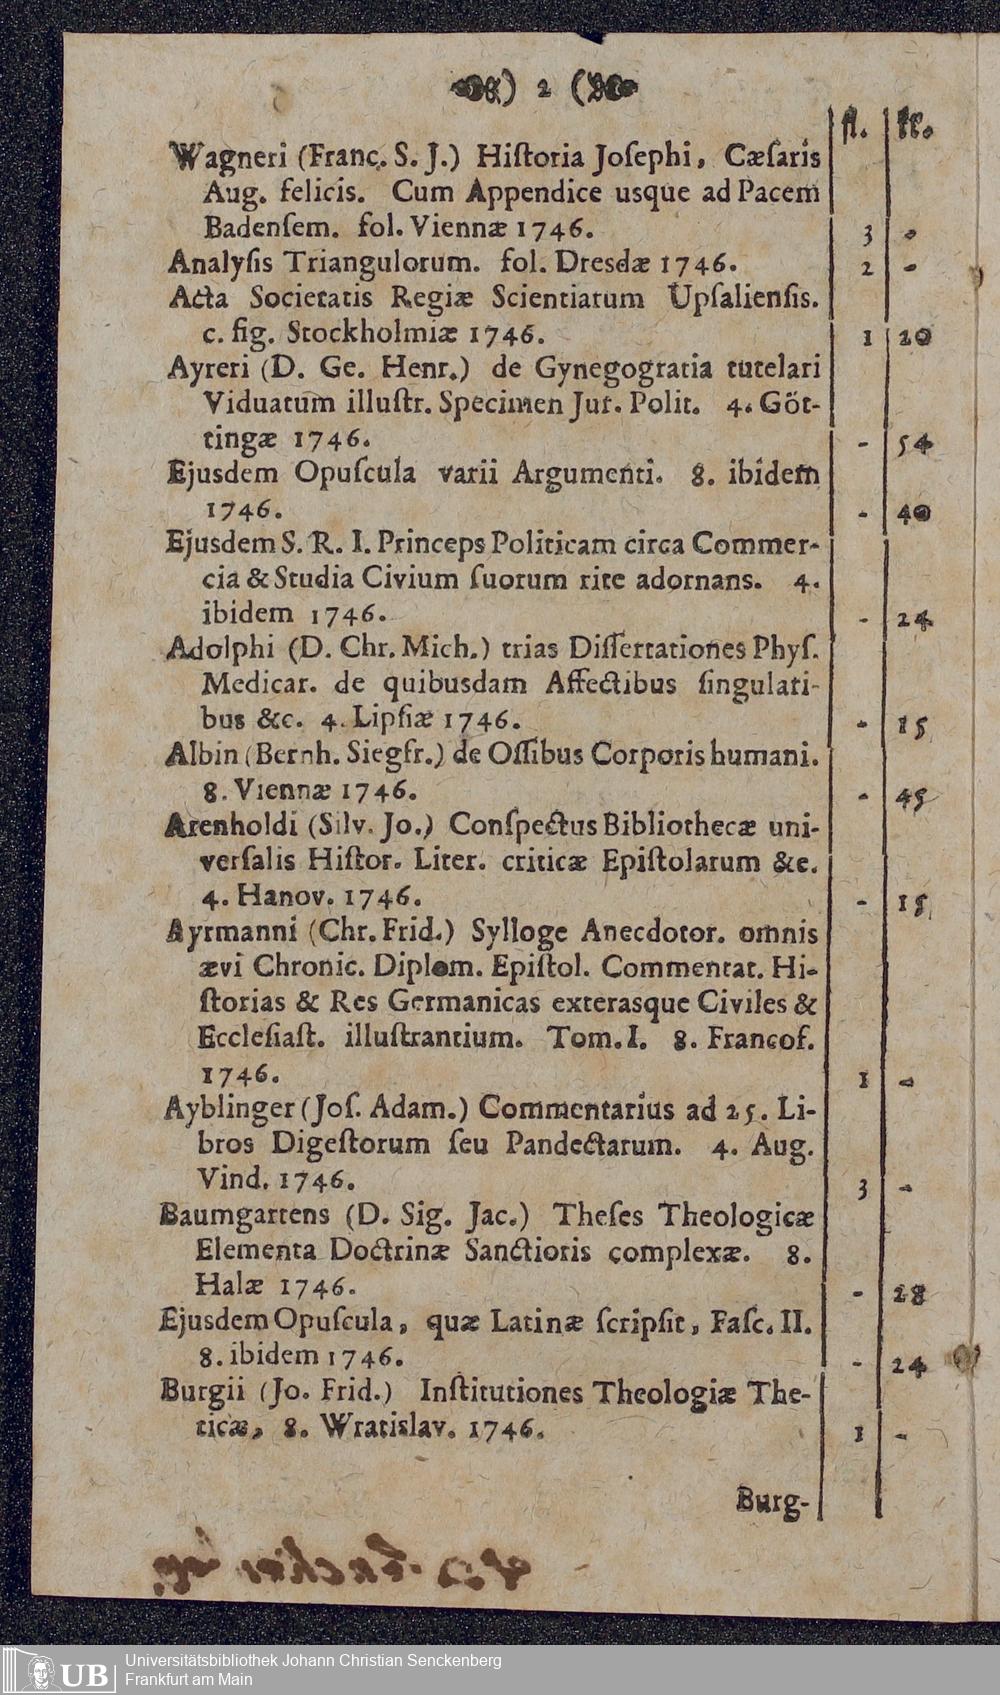 ) 2 (
fl. kr.
Wagneri (Franç. S. J.) Hiſtoria Joſephi, Cæſaris
Aug. felicis. Cum Appendice usque ad Pacem
Badenſem. fol. Viennæ 1746. 3 -
Analyſis Triangulorum. fol. Dresdæ 1746. 2 -
Acta Societatis Regiæ Scientiarum Upſalienſis.
c. fig. Stockholmiæ 1746. 1 20
Ayreri (D. Ge. Henr.) de Gynegogratia tutelari
Viduatum illuſtr. Specimen Jur. Polit. 4. Göt-
tingæ 1746. - 54
Ejusdem Opuſcula varii Argumenti. 8. ibidem
1746. - 40
Ejusdem S. R. I. Princeps Politicam circa Commer-
cia & Studia Civium ſuorum rite adornans. 4.
ibidem 1746. - 24
Adolphi (D. Chr. Mich.) trias Diſſertationes Phyſ.
Medicar. de quibusdam Affectibus ſingulari-
bus &c. 4. Lipſiæ 1746. - 15
Albin (Bernh. Siegfr.) de Oſſibus Corporis humani.
8. Viennæ 1746. - 45
Arenholdi (Silv. Jo.) Conſpectus Bibliothecæ uni-
verſalis Hiſtor. Liter. criticæ Epiſtolarum &c.
4. Hanov. 1746. - 15
Ayrmanni (Chr. Frid.) Sylloge Anecdotor. omnis
ævi Chronic. Diplom. Epiſtol. Commentat. Hi-
ſtorias & Res Germanicas exterasque Civiles &
Eccleſiaſt. illuſtrantium. Tom. I. 8. Francof.
1746. 1 -
Ayblinger (Joſ. Adam.) Commentarius ad 25. Li-
bros Digeſtorum ſeu Pandectarum. 4. Aug.
Vind. 1746. 3 -
Baumgartens (D. Sig. Jac.) Theſes Theologicæ
Elementa Doctrinæ Sanctioris complexæ. 8.
Halæ 1746. - 28
Ejusdem Opuſcula, quæ Latinæ ſcripſit, Faſc. II.
8. ibidem 1746. - 24
Burgii (Jo. Frid.) Inſtitutiones Theologiæ The-
ticæ, 8. Wratislav. 1746. 1 -
Burg-
UB
Universitätsbibliothek Johann Christian Senckenberg
Frankfurt am Main